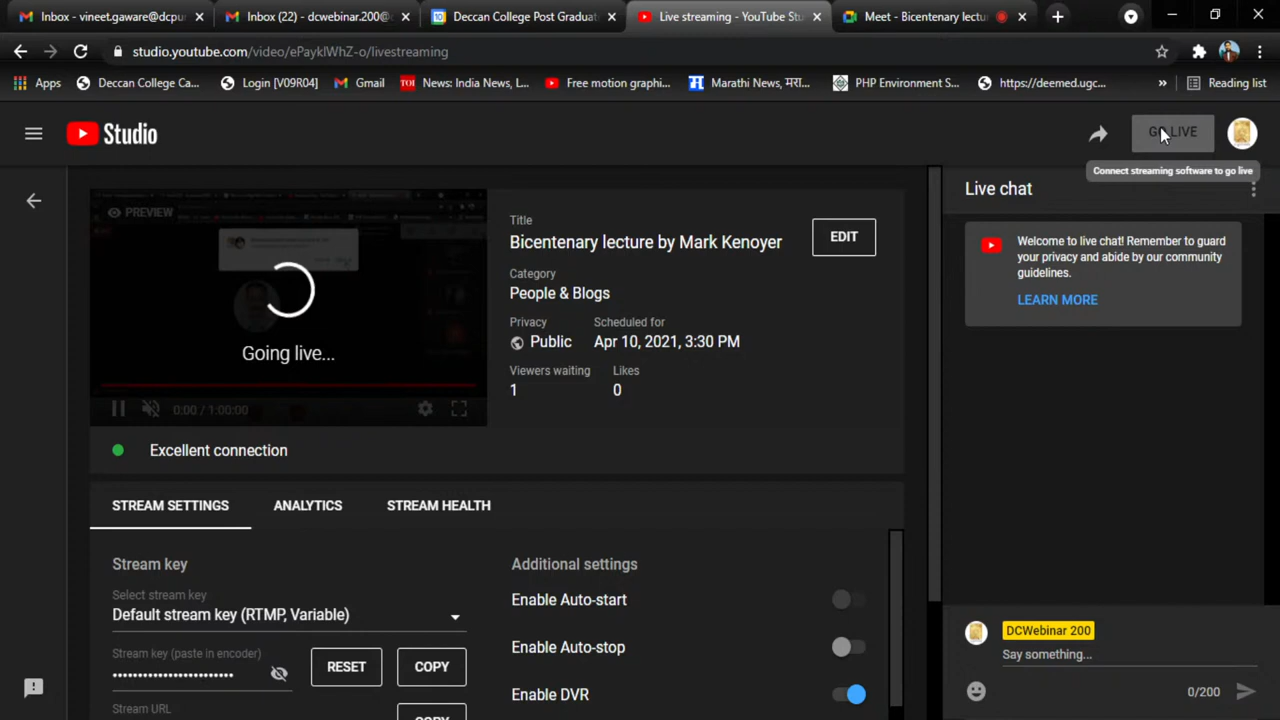 Inbox (7) - vineet.gaware@dcpu
Inbox (22) - dcwebinar.200@
Deccan College Post Graduat
Live streaming - YouTube Stu
Meet - Bicentenary lectu
studio.youtube.com/video/ePayklWhZ-o/livestreaming
Apps
Deccan College Ca...
Login [V09R04]
Gmail
TOI
News: India News, L...
Free motion graphi...
Marathi News, मरा...
PHP Environment S...
https://deemed.ugc...
»
Reading list
Studio
GO LIVE
Connect streaming software to go live
PREVIEW
Going live...
0:00 / 1:00:00
Title
Bicentenary lecture by Mark Kenoyer
EDIT
Category
People & Blogs
Privacy
Scheduled for
Public
Apr 10, 2021, 3:30 PM
Viewers waiting
Likes
1
0
Excellent connection
Live chat
Welcome to live chat! Remember to guard
your privacy and abide by our community
guidelines.
LEARN MORE
STREAM SETTINGS
ANALYTICS
STREAM HEALTH
Stream key
Select stream key
Default stream key (RTMP, Variable)
Stream key (paste in encoder)
•••••••••••••••••••••••
RESET
COPY
Stream URL
COPY
Additional settings
Enable Auto-start
Enable Auto-stop
Enable DVR
DCWebinar 200
Say something...
0/200